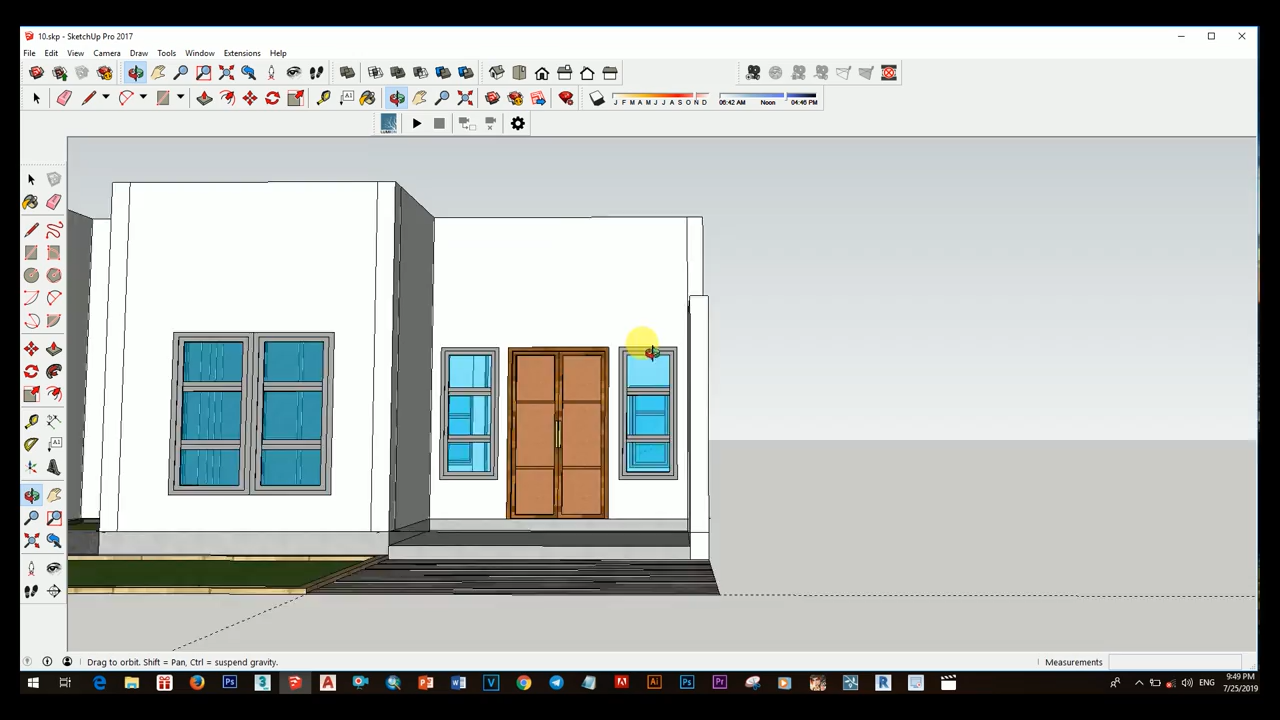 10.skp - SketchUp Pro 2017
File Edit View Camera Draw Tools Window Extensions Help
J F M A M J J A S O N D 06:42 AM Noon 04:46 PM
LUMION
Drag to orbit. Shift = Pan, Ctrl = suspend gravity.
Measurements
ENG
9:49 PM
7/25/2019